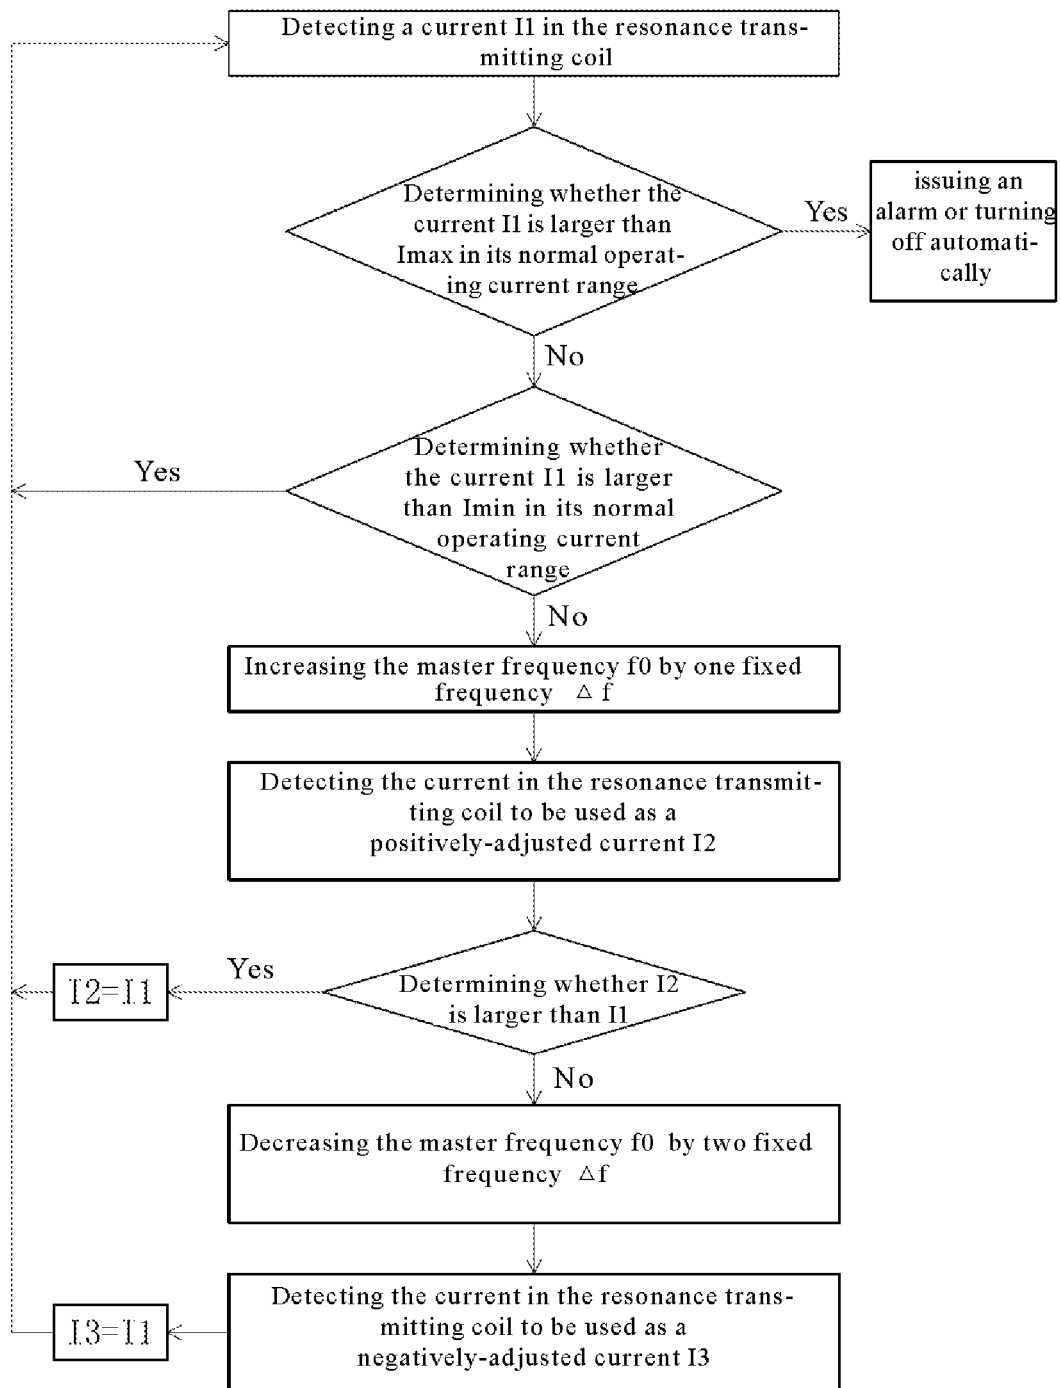 Detecting a current I1 in the resonance trans-
mitting coil
Determining whether the
current I1 is larger than
Imax in its normal operat-
ing current range
Yes
issuing an
alarm or turning
off automati-
cally
No
Determining whether
the current I1 is larger
than Imin in its normal
operating current
range
Yes
No
Increasing the master frequency f0 by one fixed
frequency △ f
Detecting the current in the resonance transmit-
ting coil to be used as a
positively-adjusted current I2
Determining whether I2
is larger than I1
Yes
I2=I1
No
Decreasing the master frequency f0 by two fixed
frequency △f
Detecting the current in the resonance trans-
mitting coil to be used as a
negatively-adjusted current I3
I3=I1